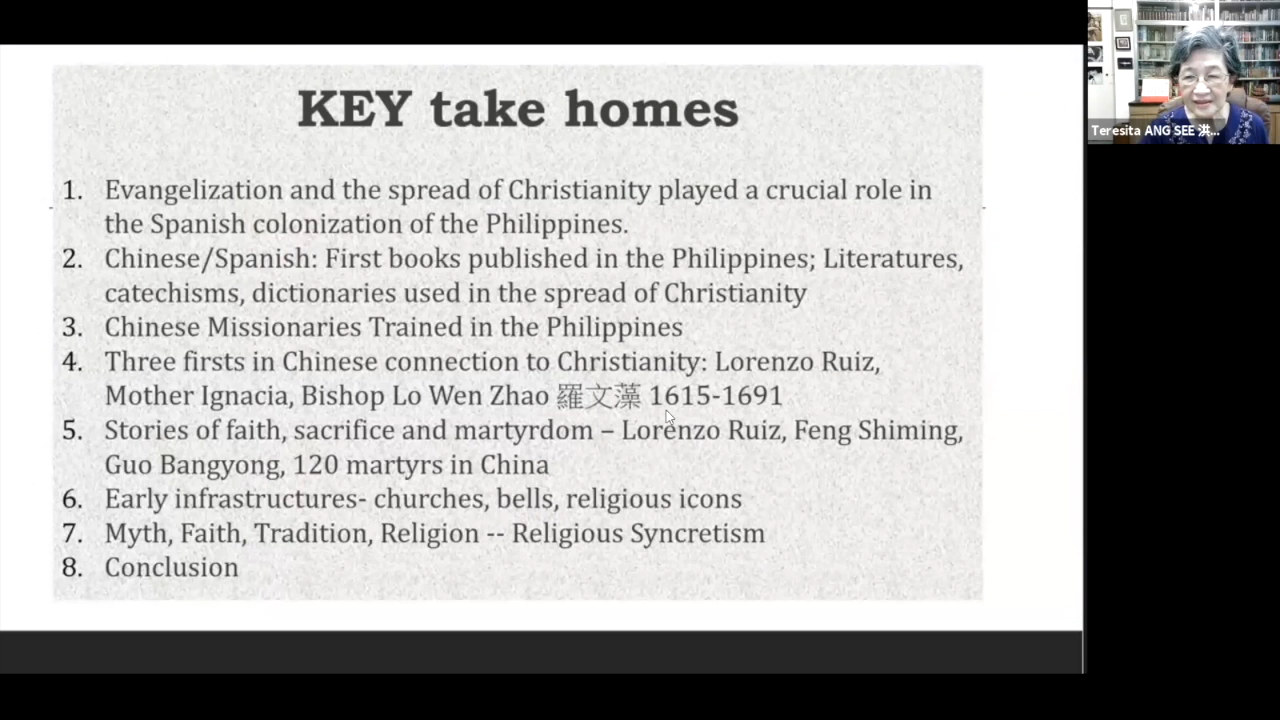 KEY take homes
1. Evangelization and the spread of Christianity played a crucial role in
the Spanish colonization of the Philippines.
2. Chinese/Spanish: First books published in the Philippines; Literatures,
catechisms, dictionaries used in the spread of Christianity
3. Chinese Missionaries Trained in the Philippines
4. Three firsts in Chinese connection to Christianity: Lorenzo Ruiz,
Mother Ignacia, Bishop Lo Wen Zhao 羅文藻 1615-1691
5. Stories of faith, sacrifice and martyrdom – Lorenzo Ruiz, Feng Shiming,
Guo Bangyong, 120 martyrs in China
6. Early infrastructures- churches, bells, religious icons
7. Myth, Faith, Tradition, Religion -- Religious Syncretism
8. Conclusion
Teresita ANG SEE 洪...